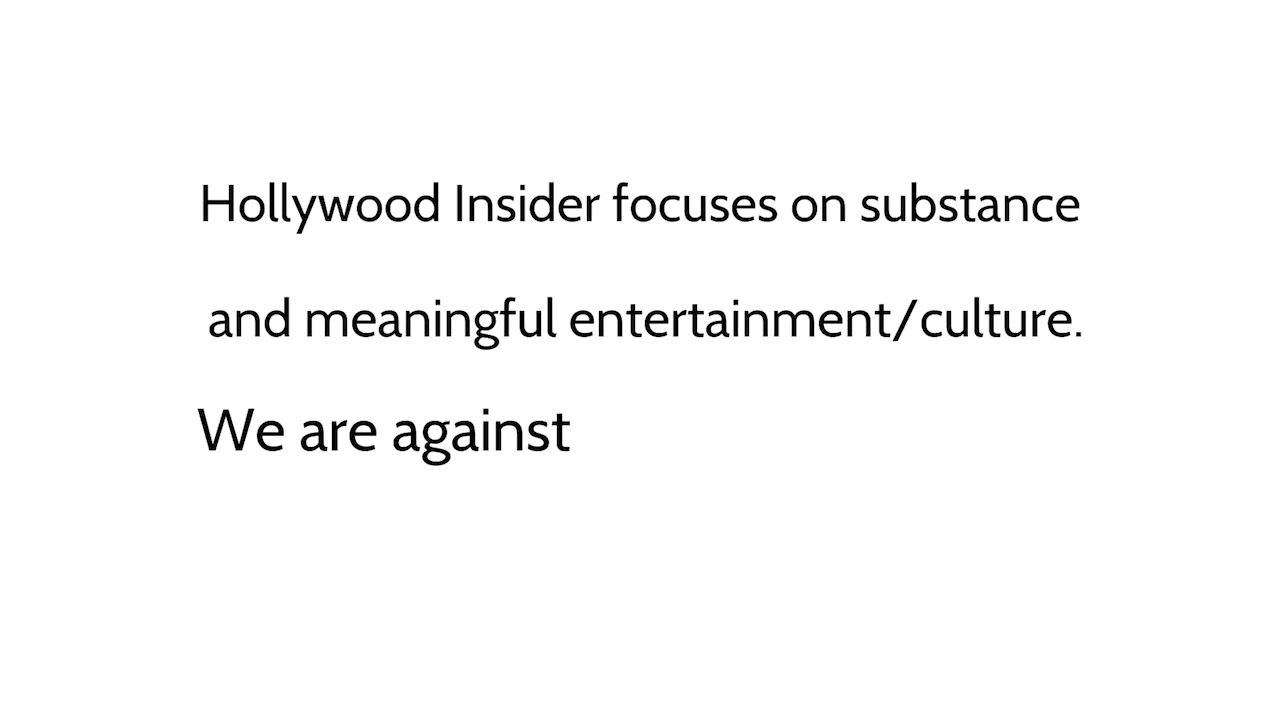 Hollywood Insider focuses on substance
and meaningful entertainment/culture.
We are against